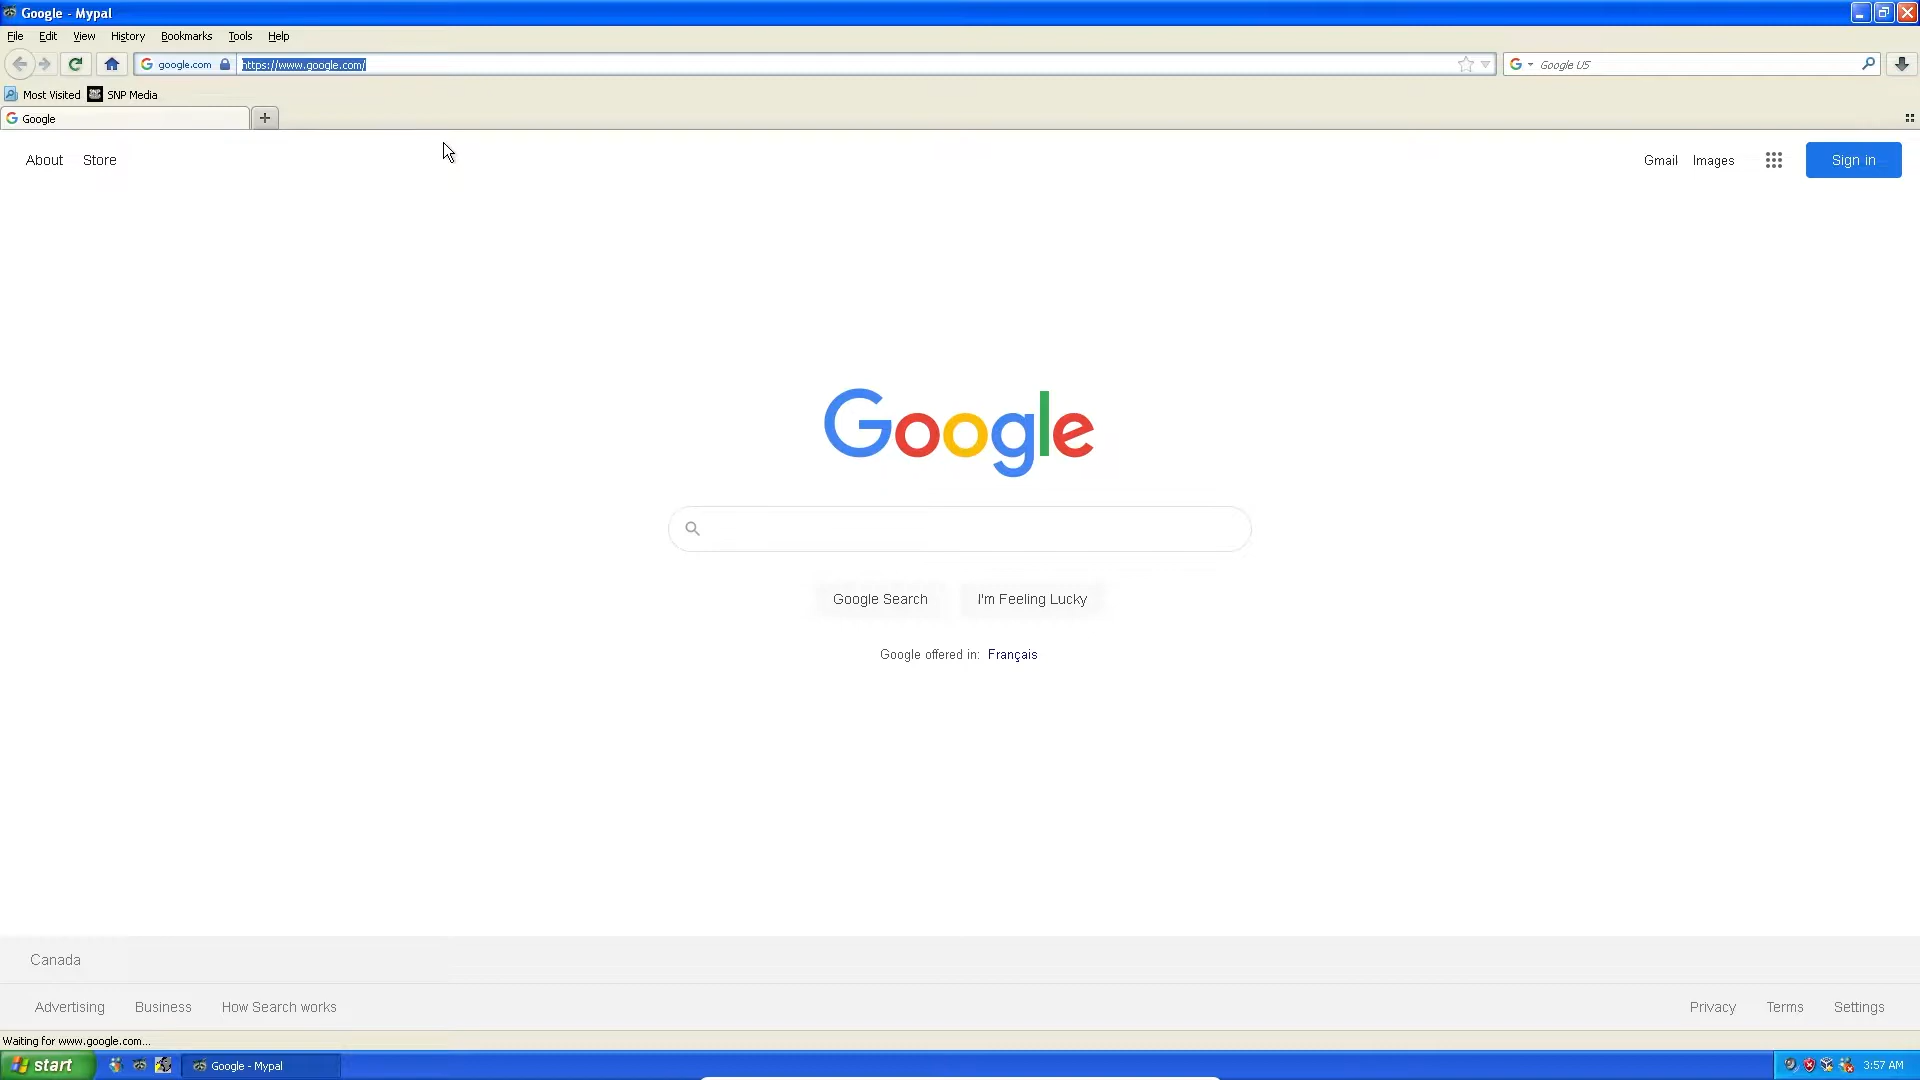 Google - Mypal
File Edit View History Bookmarks Tools Help
google.com https://www.google.com/ Google US
Most Visited SNP Media
Google
About Store Gmail Images Sign in
Google
Google Search I'm Feeling Lucky
Google offered in: Français
Canada
Advertising Business How Search works Privacy Terms Settings
Waiting for www.google.com...
start Google - Mypal 3:57 AM